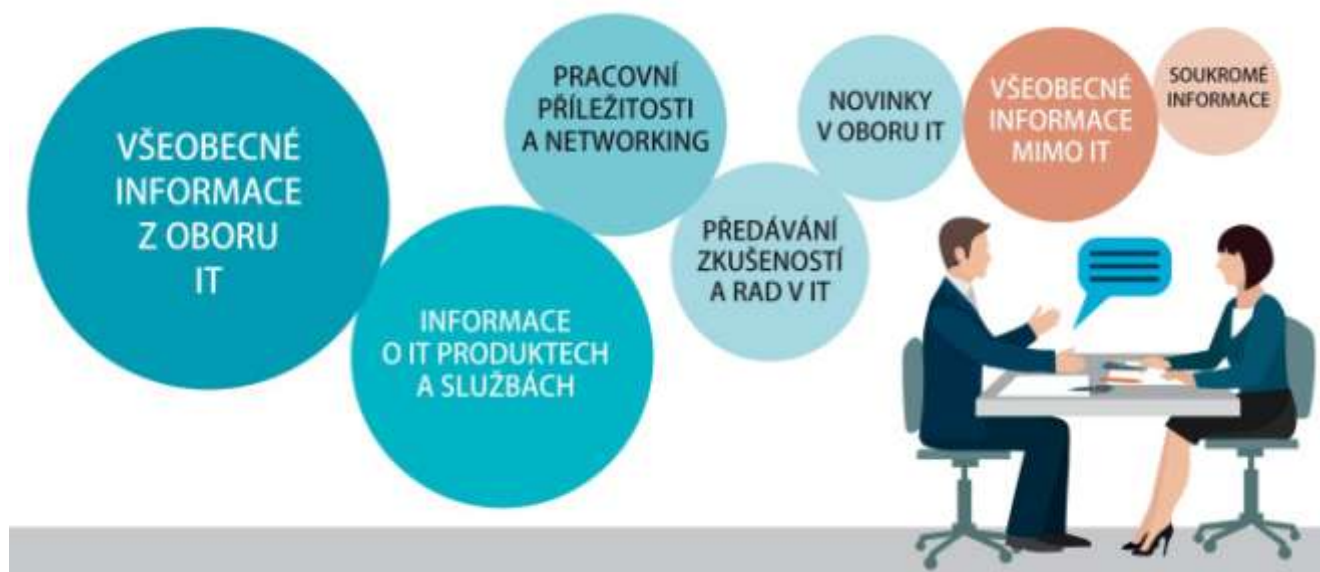 VŠEOBECNÉ
INFORMACE
Z OBORU
IT
INFORMACE
O IT PRODUKTECH
A SLUŽBÁCH
PRACOVNÍ
PŘÍLEŽITOSTI
A NETWORKING
PŘEDÁVÁNÍ
ZKUŠENOSTÍ
A RAD V IT
NOVINKY
V OBORU IT
VŠEOBECNÉ
INFORMACE
MIMO IT
SOUKROMÉ
INFORMACE